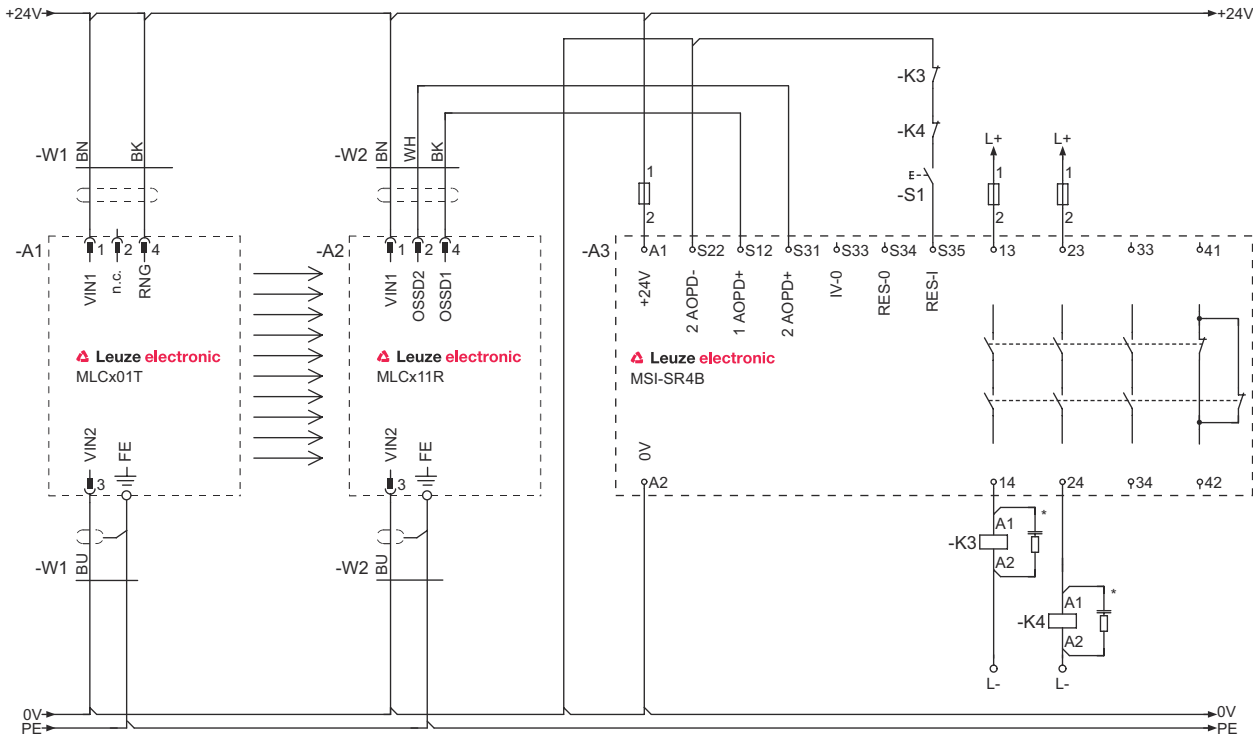 +24V +24V
-K3
-K4 L+ L+
-W1 BN BK -W2 BN WH BK
E -S1
1 1 1
2 2 2
-A1 1 2 4 -A2 1 2 4 -A3 A1 S22 S12 S31 S33 S34 S35 13 23 33 41
VIN1 n.c. RNG VIN1 OSSD2 OSSD1 +24V 2 AOPD- 1 AOPD+ 2 AOPD+ IV-0 RES-0 RES-I
Leuze electronic Leuze electronic Leuze electronic
MLCx01T MLCx11R MSI-SR4B
VIN2 FE VIN2 FE 0V
3 3 A2 14 24 34 42
A1 *
-K3
A2
-W1 BU -W2 BU
A1 *
-K4
A2
L- L-
0V 0V
PE PE